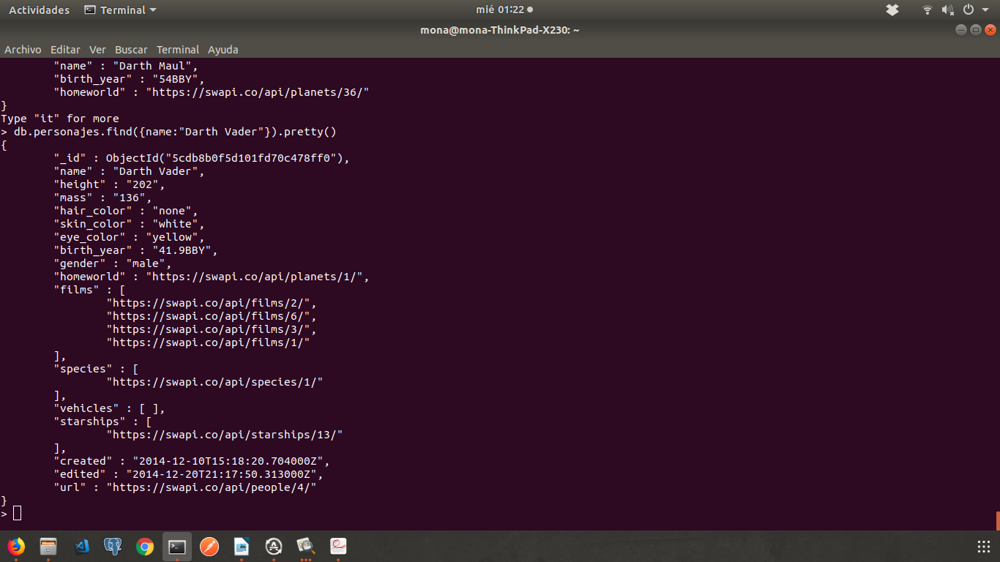 Actividades Terminal mié 01:22
mona@mona-ThinkPad-X230: ~
Archivo Editar Ver Buscar Terminal Ayuda
"name" : "Darth Maul",
"birth_year" : "54BBY",
"homeworld" : "https://swapi.co/api/planets/36/"
}
Type "it" for more
> db.personajes.find({name:"Darth Vader"}).pretty()
{
"_id" : ObjectId("5cdb8b0f5d101fd70c478ff0"),
"name" : "Darth Vader",
"height" : "202",
"mass" : "136",
"hair_color" : "none",
"skin_color" : "white",
"eye_color" : "yellow",
"birth_year" : "41.9BBY",
"gender" : "male",
"homeworld" : "https://swapi.co/api/planets/1/",
"films" : [
"https://swapi.co/api/films/2/",
"https://swapi.co/api/films/6/",
"https://swapi.co/api/films/3/",
"https://swapi.co/api/films/1/"
],
"species" : [
"https://swapi.co/api/species/1/"
],
"vehicles" : [ ],
"starships" : [
"https://swapi.co/api/starships/13/"
],
"created" : "2014-12-10T15:18:20.704000Z",
"edited" : "2014-12-20T21:17:50.313000Z",
"url" : "https://swapi.co/api/people/4/"
}
>